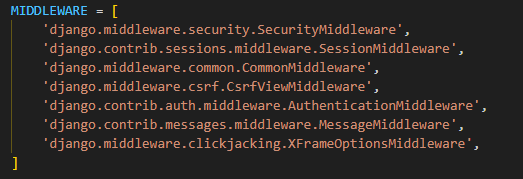 MIDDLEWARE = [
    'django.middleware.security.SecurityMiddleware',
    'django.contrib.sessions.middleware.SessionMiddleware',
    'django.middleware.common.CommonMiddleware',
    'django.middleware.csrf.CsrfViewMiddleware',
    'django.contrib.auth.middleware.AuthenticationMiddleware',
    'django.contrib.messages.middleware.MessageMiddleware',
    'django.middleware.clickjacking.XFrameOptionsMiddleware',
]